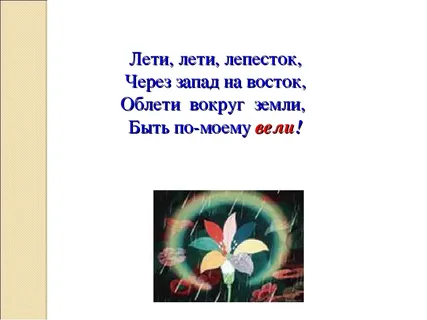 Лети, лети, лепесток,
Через запад на восток,
Облети вокруг земли,
Быть по-моему вели!